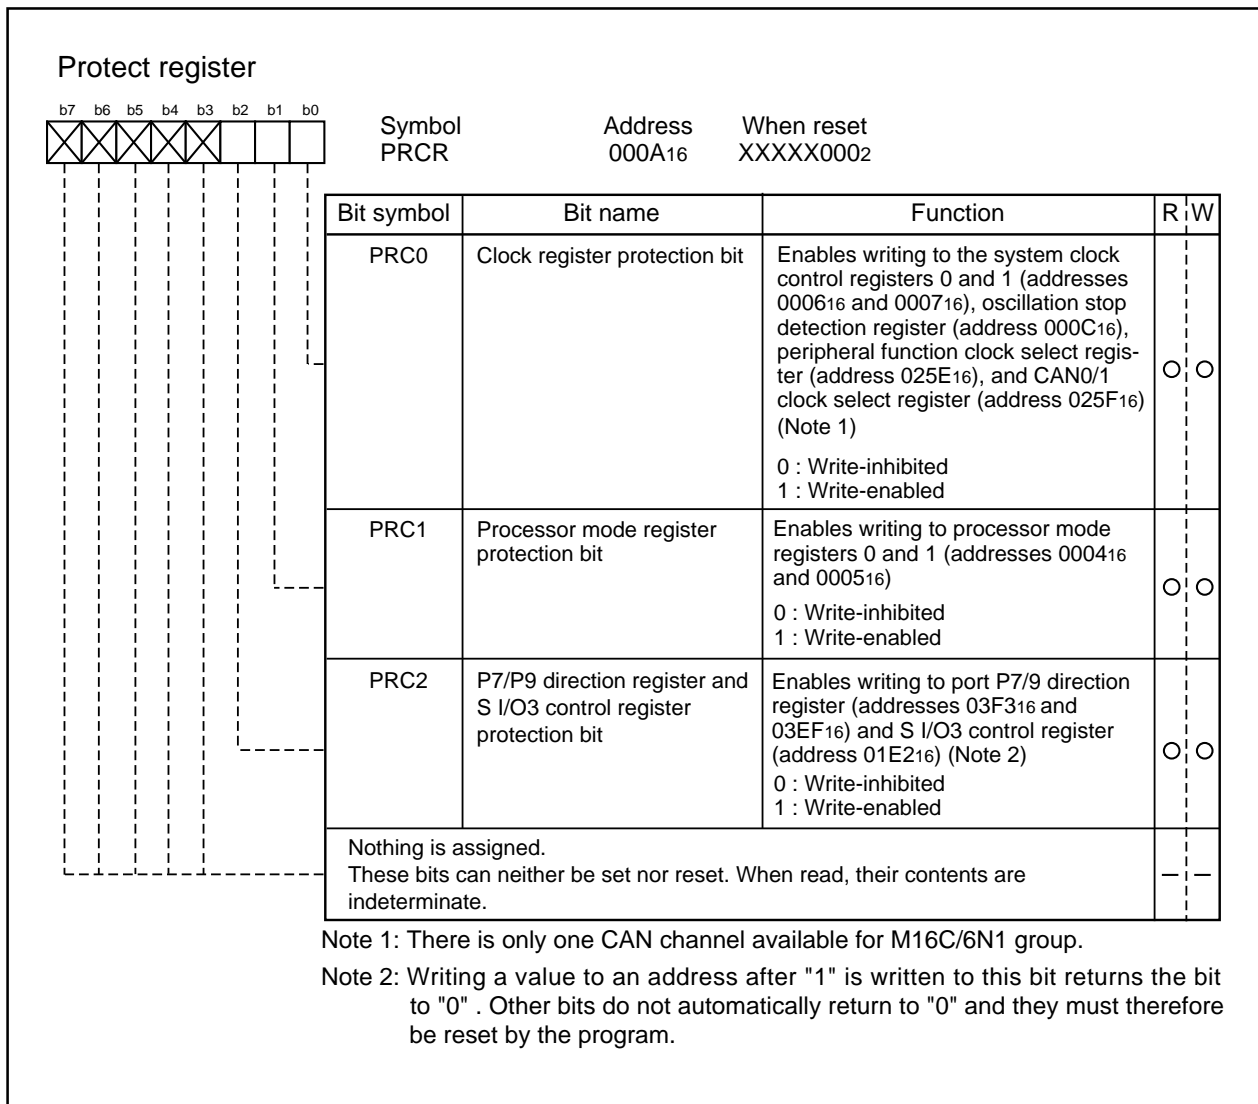 Protect register
b7 b6 b5 b4 b3 b2 b1 b0
Symbol Address When reset
PRCR 000A16 XXXXX0002
Bit symbol Bit name Function R W
PRC0 Clock register protection bit Enables writing to the system clock
control registers 0 and 1 (addresses
000616 and 000716), oscillation stop
detection register (address 000C16),
peripheral function clock select regis-
ter (address 025E16), and CAN0/1
clock select register (address 025F16)
(Note 1)
0 : Write-inhibited
1 : Write-enabled
PRC1 Processor mode register
protection bit
Enables writing to processor mode
registers 0 and 1 (addresses 000416
and 000516)
0 : Write-inhibited
1 : Write-enabled
PRC2 P7/P9 direction register and
S I/O3 control register
protection bit
Enables writing to port P7/9 direction
register (addresses 03F316 and
03EF16) and S I/O3 control register
(address 01E216) (Note 2)
0 : Write-inhibited
1 : Write-enabled
Nothing is assigned.
These bits can neither be set nor reset. When read, their contents are
indeterminate.
Note 1: There is only one CAN channel available for M16C/6N1 group.
Note 2: Writing a value to an address after "1" is written to this bit returns the bit
to "0" . Other bits do not automatically return to "0" and they must therefore
be reset by the program.